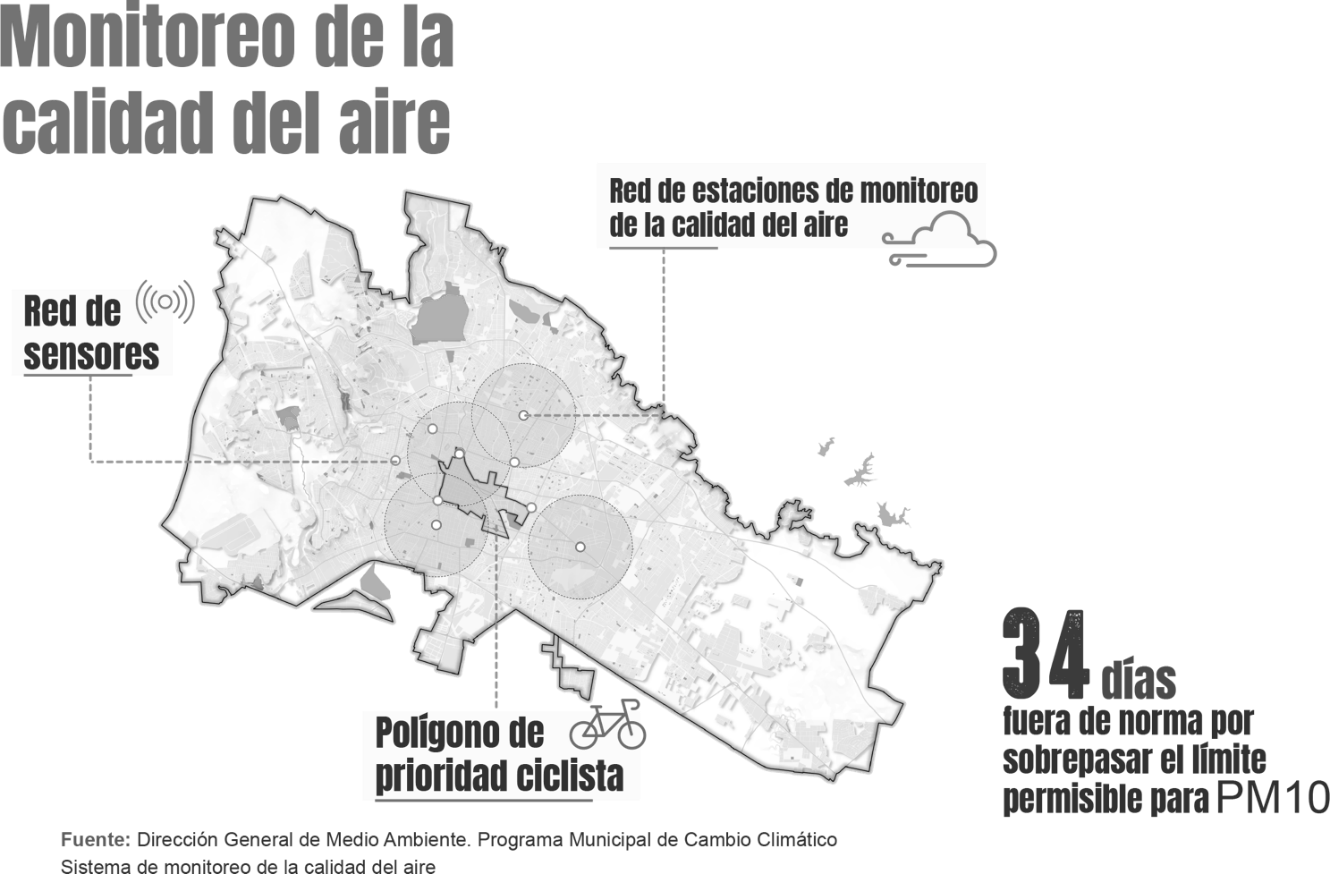 Monitoreo de la
calidad del aire
Red de estaciones de monitoreo
de la calidad del aire
Red de
sensores
Polígono de
prioridad ciclista
34 días
fuera de norma por
sobrepasar el límite
permisible para PM10
Fuente: Dirección General de Medio Ambiente. Programa Municipal de Cambio Climático
Sistema de monitoreo de la calidad del aire